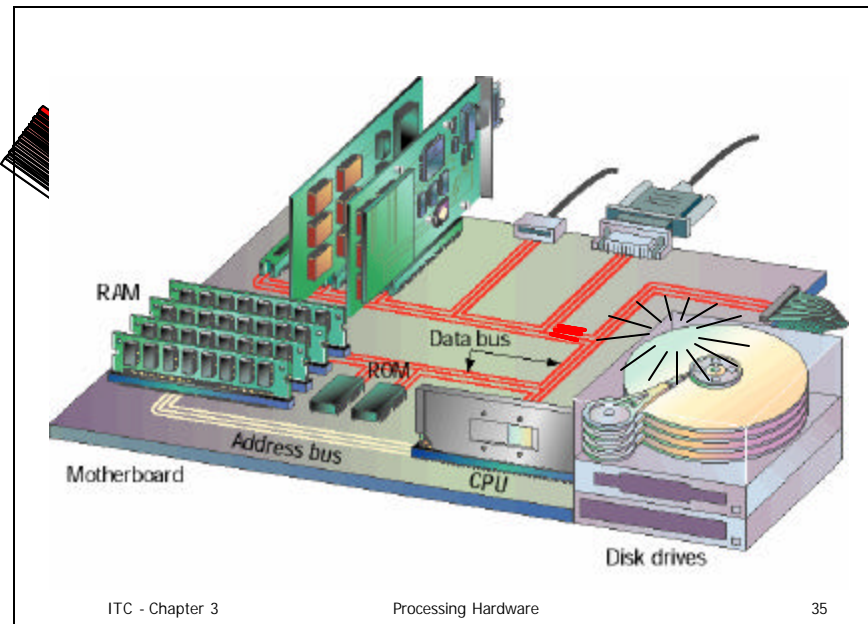 RAM
Data bus
ROM
Address bus
CPU
Motherboard
Disk drives
ITC - Chapter 3 Processing Hardware 35